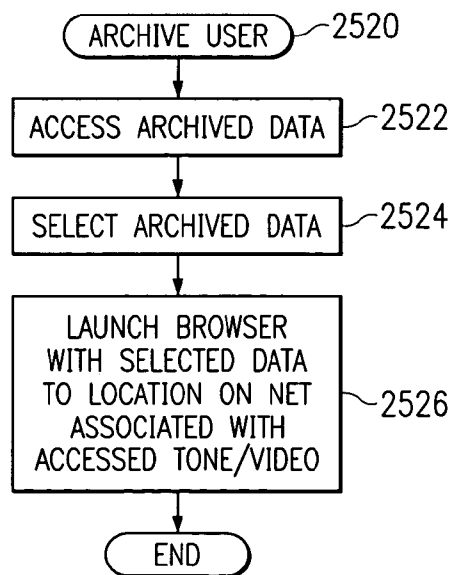 ARCHIVE USER 2520
ACCESS ARCHIVED DATA 2522
SELECT ARCHIVED DATA 2524
LAUNCH BROWSER
WITH SELECTED DATA
TO LOCATION ON NET
ASSOCIATED WITH
ACCESSED TONE/VIDEO
2526
END